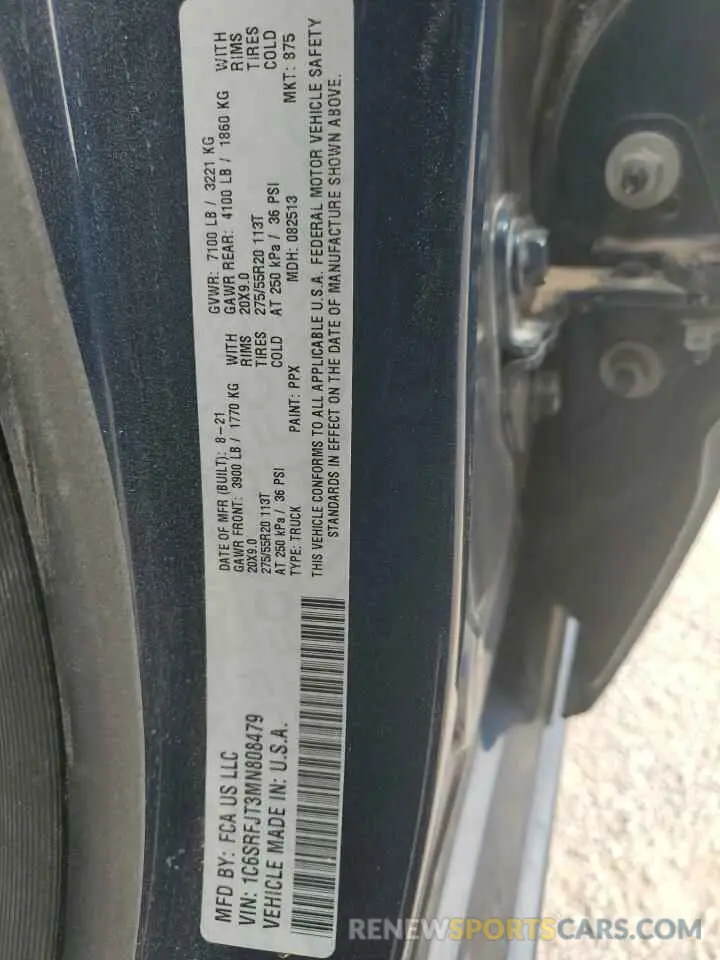 MFD BY: FCA US LLC
VIN: 1C6SRFJT3MN808479
VEHICLE MADE IN: U.S.A.
DATE OF MFR (BUILT): 8-21
GAWR FRONT: 3900 LB / 1770 KG WITH
20X9.0 RIMS
275/55R20 113T TIRES
AT 250 kPa / 36 PSI COLD
TYPE: TRUCK PAINT: PPX
GVWR: 7100 LB / 3221 KG
GAWR REAR: 4100 LB / 1860 KG WITH
20X9.0 RIMS
275/55R20 113T TIRES
AT 250 kPa / 36 PSI COLD
MDH: 082513 MKT: 875
THIS VEHICLE CONFORMS TO ALL APPLICABLE U.S.A. FEDERAL MOTOR VEHICLE SAFETY
STANDARDS IN EFFECT ON THE DATE OF MANUFACTURE SHOWN ABOVE.
RENEWSPORTSCARS.COM